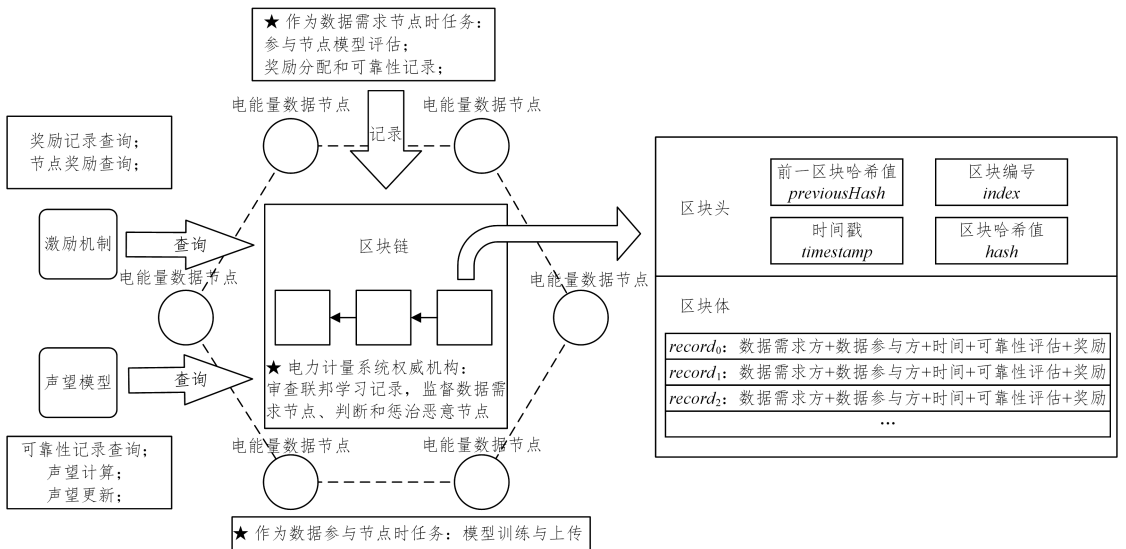 ★ 作为数据需求节点时任务：
参与节点模型评估；
奖励分配和可靠性记录；
电能量数据节点
电能量数据节点
记录
奖励记录查询；
节点奖励查询；
激励机制
查询
电能量数据节点
区块链
电能量数据节点
★ 电力计量系统权威机构：
审查联邦学习记录，监督数据需
求节点、判断和惩治恶意节点
声望模型
查询
可靠性记录查询；
声望计算；
声望更新；
电能量数据节点
电能量数据节点
★ 作为数据参与节点时任务：模型训练与上传
区块头
前一区块哈希值
previousHash
区块编号
index
时间戳
timestamp
区块哈希值
hash
区块体
record₀：数据需求方+数据参与方+时间+可靠性评估+奖励
record₁：数据需求方+数据参与方+时间+可靠性评估+奖励
record₂：数据需求方+数据参与方+时间+可靠性评估+奖励
…